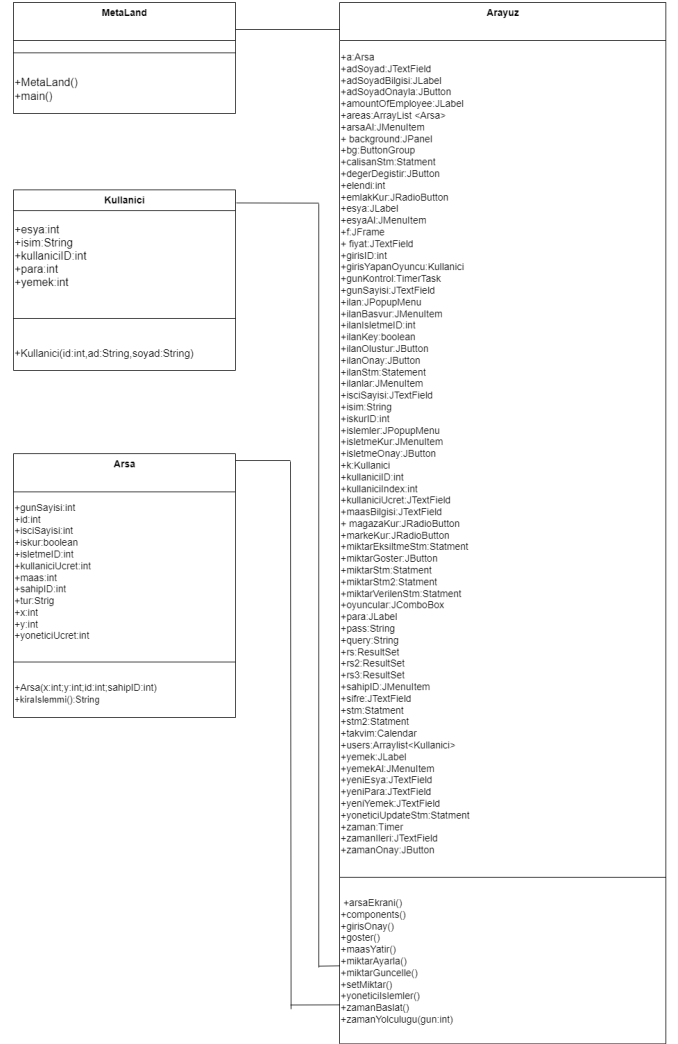 MetaLand
+MetaLand()
+main()
Kullanici
+esya:int
+isim:String
+kullaniciID:int
+para:int
+yemek:int
+Kullanici(id:int,ad:String,soyad:String)
Arsa
+gunSayisi:int
+id:int
+isciSayisi:int
+iskur:boolean
+isletmeID:int
+kullaniciUcret:int
+maas:int
+sahipID:int
+tur:Strig
+x:int
+y:int
+yoneticiUcret:int
+Arsa(x:int;y:int;id:int;sahipID:int)
+kiraIslemmi():String
Arayuz
+a:Arsa
+adSoyad:JTextField
+adSoyadBilgisi:JLabel
+adSoyadOnayla:JButton
+amountOfEmployee:JLabel
+areas:ArrayList <Arsa>
+arsaAl:JMenuItem
+ background:JPanel
+bg:ButtonGroup
+calisanStm:Statment
+degerDegistir:JButton
+elendi:int
+emlakKur:JRadioButton
+esya:JLabel
+esyaAl:JMenuItem
+f:JFrame
+ fiyat:JTextField
+girisID:int
+girisYapanOyuncu:Kullanici
+gunKontrol:TimerTask
+gunSayisi:JTextField
+ilan:JPopupMenu
+ilanBasvur:JMenuItem
+ilanIsletmeID:int
+ilanKey:boolean
+ilanOlustur:JButton
+ilanOnay:JButton
+ilanStm:Statement
+ilanlar:JMenuItem
+isciSayisi:JTextField
+isim:String
+iskurID:int
+islemler:JPopupMenu
+isletmeKur:JMenuItem
+isletmeOnay:JButton
+k:Kullanici
+kullaniciID:int
+kullaniciIndex:int
+kullaniciUcret:JTextField
+maasBilgisi:JTextField
+ magazaKur:JRadioButton
+markeKur:JRadioButton
+miktarEksiltmeStm:Statment
+miktarGoster:JButton
+miktarStm:Statment
+miktarStm2:Statment
+miktarVerilenStm:Statment
+oyuncular:JComboBox
+para:JLabel
+pass:String
+query:String
+rs:ResultSet
+rs2:ResultSet
+rs3:ResultSet
+sahipID:JMenuItem
+sifre:JTextField
+stm:Statment
+stm2:Statment
+takvim:Calendar
+users:Arraylist<Kullanici>
+yemek:JLabel
+yemekAl:JMenuItem
+yeniEsya:JTextField
+yeniPara:JTextField
+yeniYemek:JTextField
+yoneticiUpdateStm:Statment
+zaman:Timer
+zamanIleri:JTextField
+zamanOnay:JButton
+arsaEkrani()
+components()
+girisOnay()
+goster()
+maasYatir()
+miktarAyarla()
+miktarGuncelle()
+setMiktar()
+yoneticiIslemler()
+zamanBaslat()
+zamanYolculugu(gun:int)